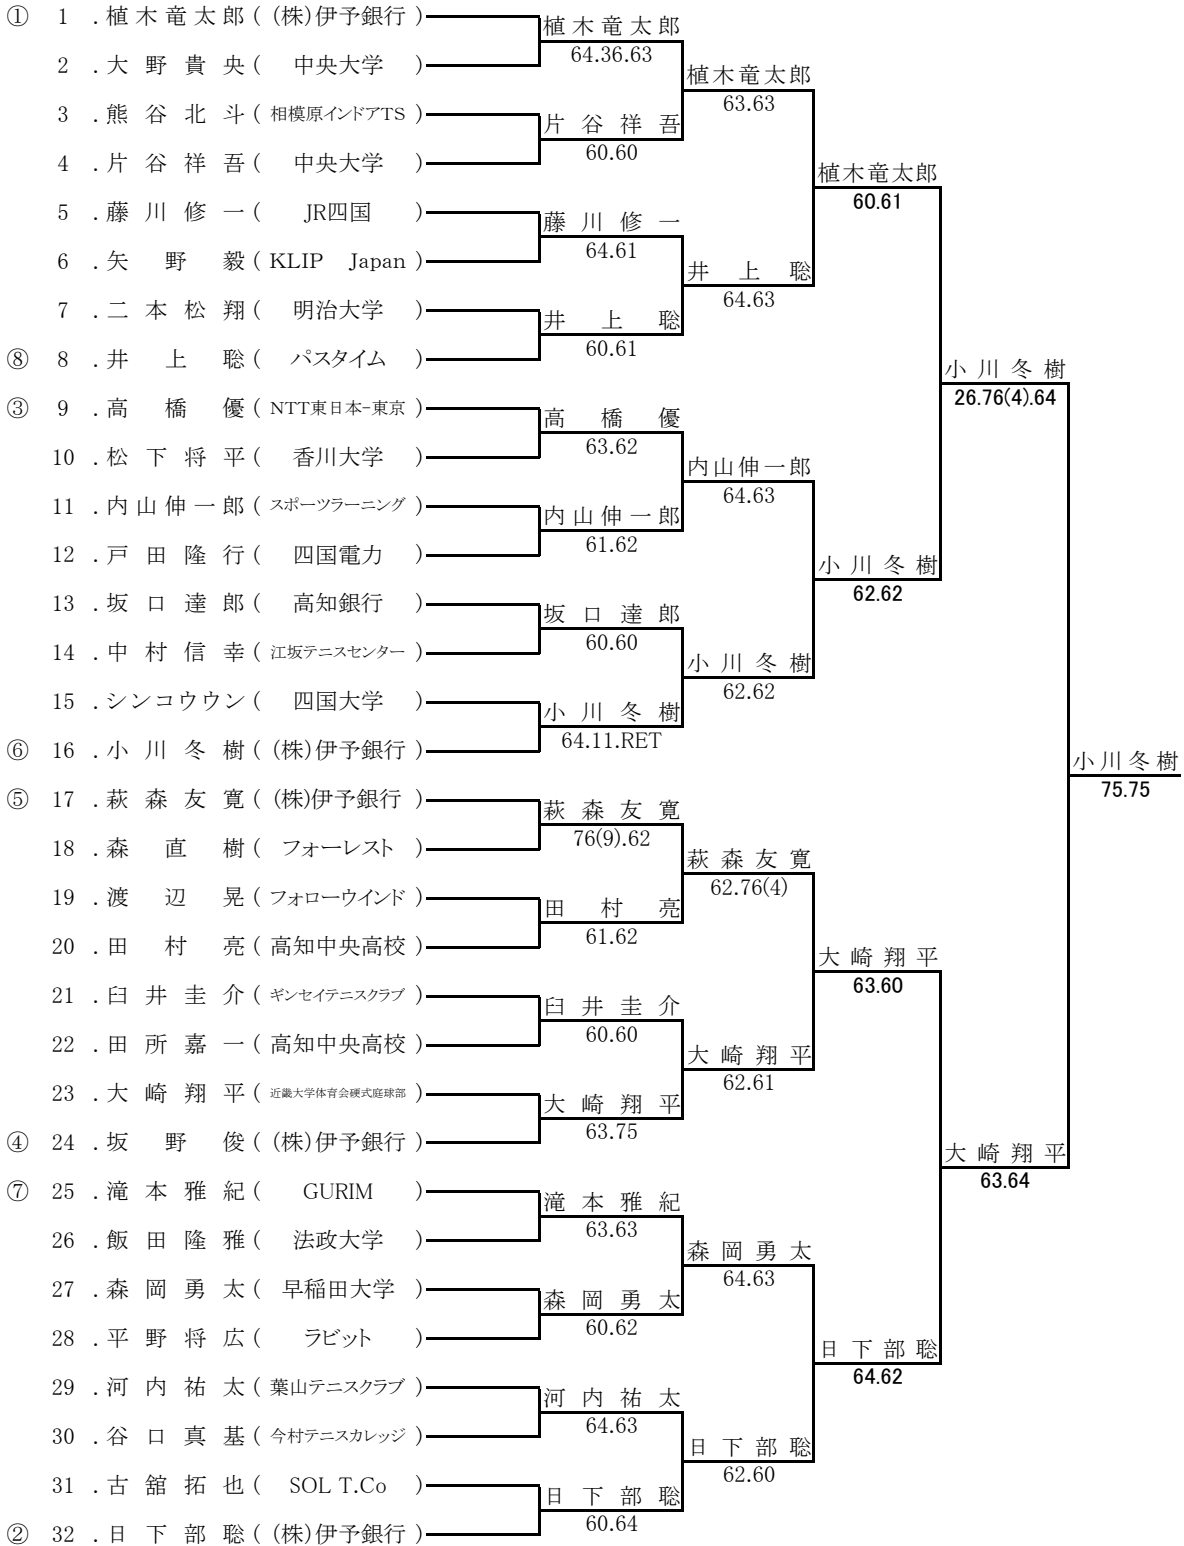 ① 1 . 植木竜太郎 ( (株)伊予銀行 )
2 . 大野貴央 ( 中央大学 )
3 . 熊谷北斗 ( 相模原インドアTS )
4 . 片谷祥吾 ( 中央大学 )
5 . 藤川修一 ( JR四国 )
6 . 矢野毅 ( KLIP Japan )
7 . 二本松翔 ( 明治大学 )
⑧ 8 . 井上聡 ( パスタイム )
③ 9 . 高橋優 ( NTT東日本-東京 )
10 . 松下将平 ( 香川大学 )
11 . 内山伸一郎 ( スポーツラーニング )
12 . 戸田隆行 ( 四国電力 )
13 . 坂口達郎 ( 高知銀行 )
14 . 中村信幸 ( 江坂テニスセンター )
15 . シンコウウン ( 四国大学 )
⑥ 16 . 小川冬樹 ( (株)伊予銀行 )
⑤ 17 . 萩森友寛 ( (株)伊予銀行 )
18 . 森直樹 ( フォーレスト )
19 . 渡辺晃 ( フォローウインド )
20 . 田村亮 ( 高知中央高校 )
21 . 臼井圭介 ( ギンセイテニスクラブ )
22 . 田所嘉一 ( 高知中央高校 )
23 . 大崎翔平 ( 近畿大学体育会硬式庭球部 )
④ 24 . 坂野俊 ( (株)伊予銀行 )
⑦ 25 . 滝本雅紀 ( GURIM )
26 . 飯田隆雅 ( 法政大学 )
27 . 森岡勇太 ( 早稲田大学 )
28 . 平野将広 ( ラビット )
29 . 河内祐太 ( 葉山テニスクラブ )
30 . 谷口真基 ( 今村テニスカレッジ )
31 . 古舘拓也 ( SOL T.Co )
② 32 . 日下部聡 ( (株)伊予銀行 )
植木竜太郎
64.36.63
片谷祥吾
60.60
藤川修一
64.61
井上聡
60.61
高橋優
63.62
内山伸一郎
61.62
坂口達郎
60.60
小川冬樹
64.11.RET
萩森友寛
76(9).62
田村亮
61.62
臼井圭介
60.60
大崎翔平
63.75
滝本雅紀
63.63
森岡勇太
60.62
河内祐太
64.63
日下部聡
60.64
植木竜太郎
63.63
井上聡
64.63
内山伸一郎
64.63
小川冬樹
62.62
萩森友寛
62.76(4)
大崎翔平
62.61
森岡勇太
64.63
日下部聡
62.60
植木竜太郎
60.61
小川冬樹
62.62
大崎翔平
63.60
日下部聡
64.62
小川冬樹
26.76(4).64
大崎翔平
63.64
小川冬樹
75.75